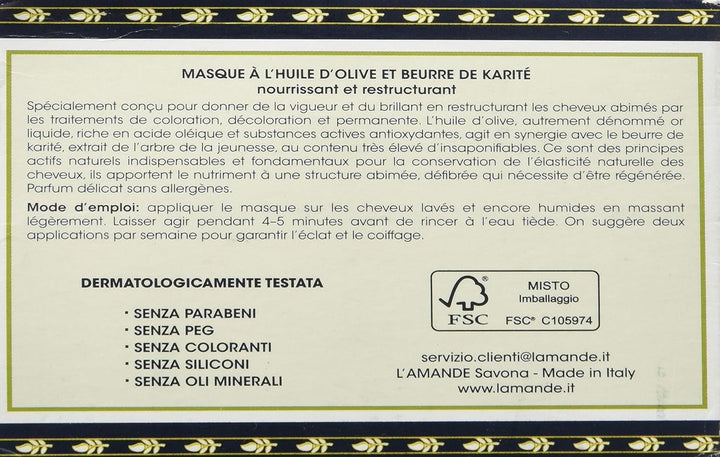 MASQUE À L'HUILE D'OLIVE ET BEURRE DE KARITÉ
nourrissant et restructurant
Spécialement conçu pour donner de la vigueur et du brillant en restructurant les cheveux abimés par
les traitements de coloration, décoloration et permanente. L'huile d'olive, autrement dénommé or
liquide, riche en acide oléique et substances actives antioxydantes, agit en synergie avec le beurre de
karité, extrait de l'arbre de la jeunesse, au contenu très élevé d'insaponifiables. Ce sont des principes
actifs naturels indispensables et fondamentaux pour la conservation de l'élasticité naturelle des
cheveux, ils apportent le nutriment à une structure abimée, défibrée qui nécessite d'être régénérée.
Parfum délicat sans allergènes.
Mode d'emploi: appliquer le masque sur les cheveux lavés et encore humides en massant
légèrement. Laisser agir pendant 4-5 minutes avant de rincer à l'eau tiède. On suggère deux
applications par semaine pour garantir l'éclat et le coiffage.
DERMATOLOGICAMENTE TESTATA
· SENZA PARABENI
· SENZA PEG
· SENZA COLORANTI
· SENZA SILICONI
· SENZA OLI MINERALI
®
FSC
MISTO
Imballaggio
FSC® C105974
servizio.clienti@lamande.it
L'AMANDE Savona - Made in Italy
www.lamande.it